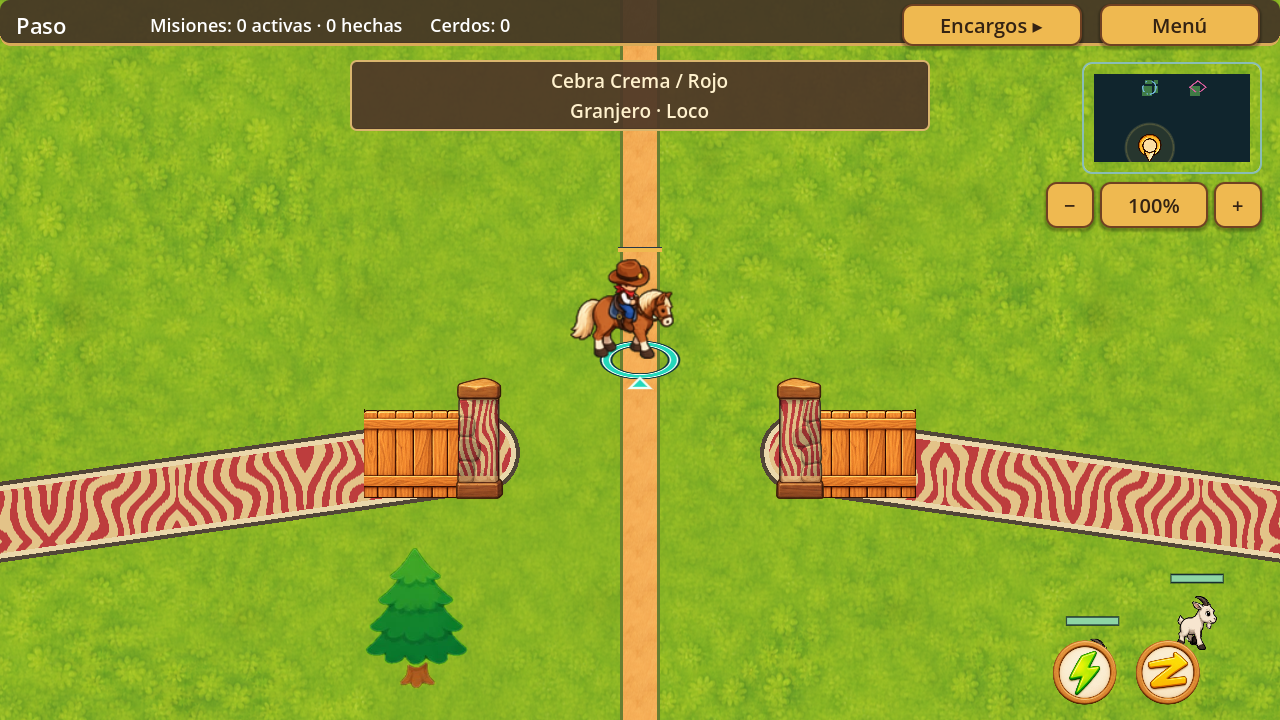 Paso
Misiones: 0 activas · 0 hechas
Cerdos: 0
Encargos ▸
Menú
Cebra Crema / Rojo
Granjero · Loco
− 100% +